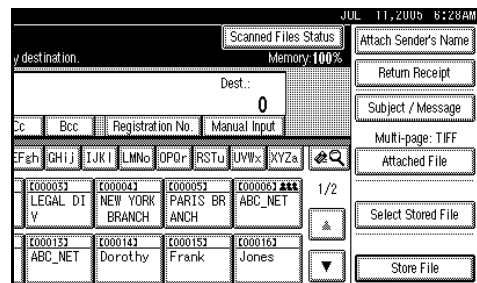 JUL 11,2005 6:28AM
Scanned Files Status
Attach Sender's Name
y destination.
Memory:100%
Return Receipt
Dest.:
0
Subject / Message
Cc Bcc Registration No. Manual Input
Multi-page: TIFF
EFgh GHij IJKl LMNo OPQr RSTu UVWx XYZa
Attached File
[00003] [00004] [00005] [00006]
1/2
LEGAL DI NEW YORK PARIS BR ABC_NET
V BRANCH ANCH
Select Stored File
[00013] [00014] [00015] [00016]
ABC_NET Dorothy Frank Jones
Store File